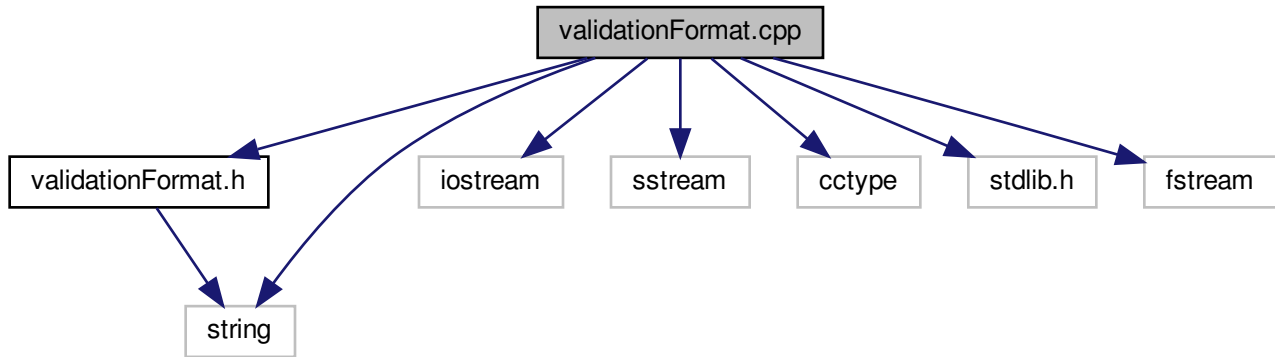 validationFormat.cpp
validationFormat.h
iostream
sstream
cctype
stdlib.h
fstream
string